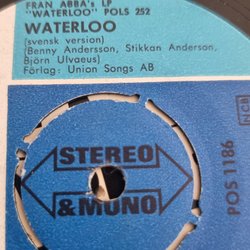 FRAN ABBA's LP
"WATERLOO" POLS 252
WATERLOO
(svensk version)
(Benny Andersson, Stikkan Anderson,
Björn Ulvaeus)
Förlag: Union Songs AB
STEREO
& MONO
POS 1186
ncb